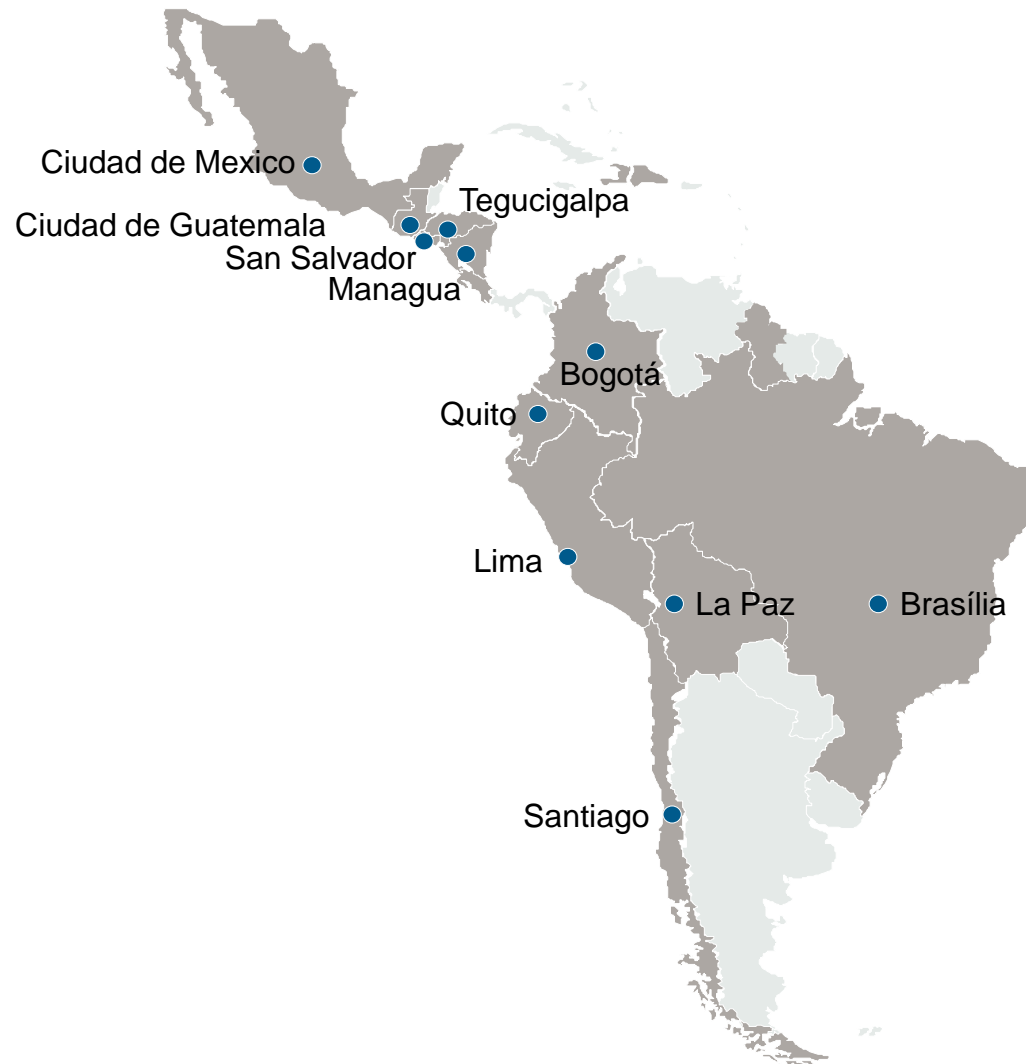 Ciudad de Mexico
Tegucigalpa
Ciudad de Guatemala
San Salvador
Managua
Bogotá
Quito
Lima
La Paz
Brasília
Santiago